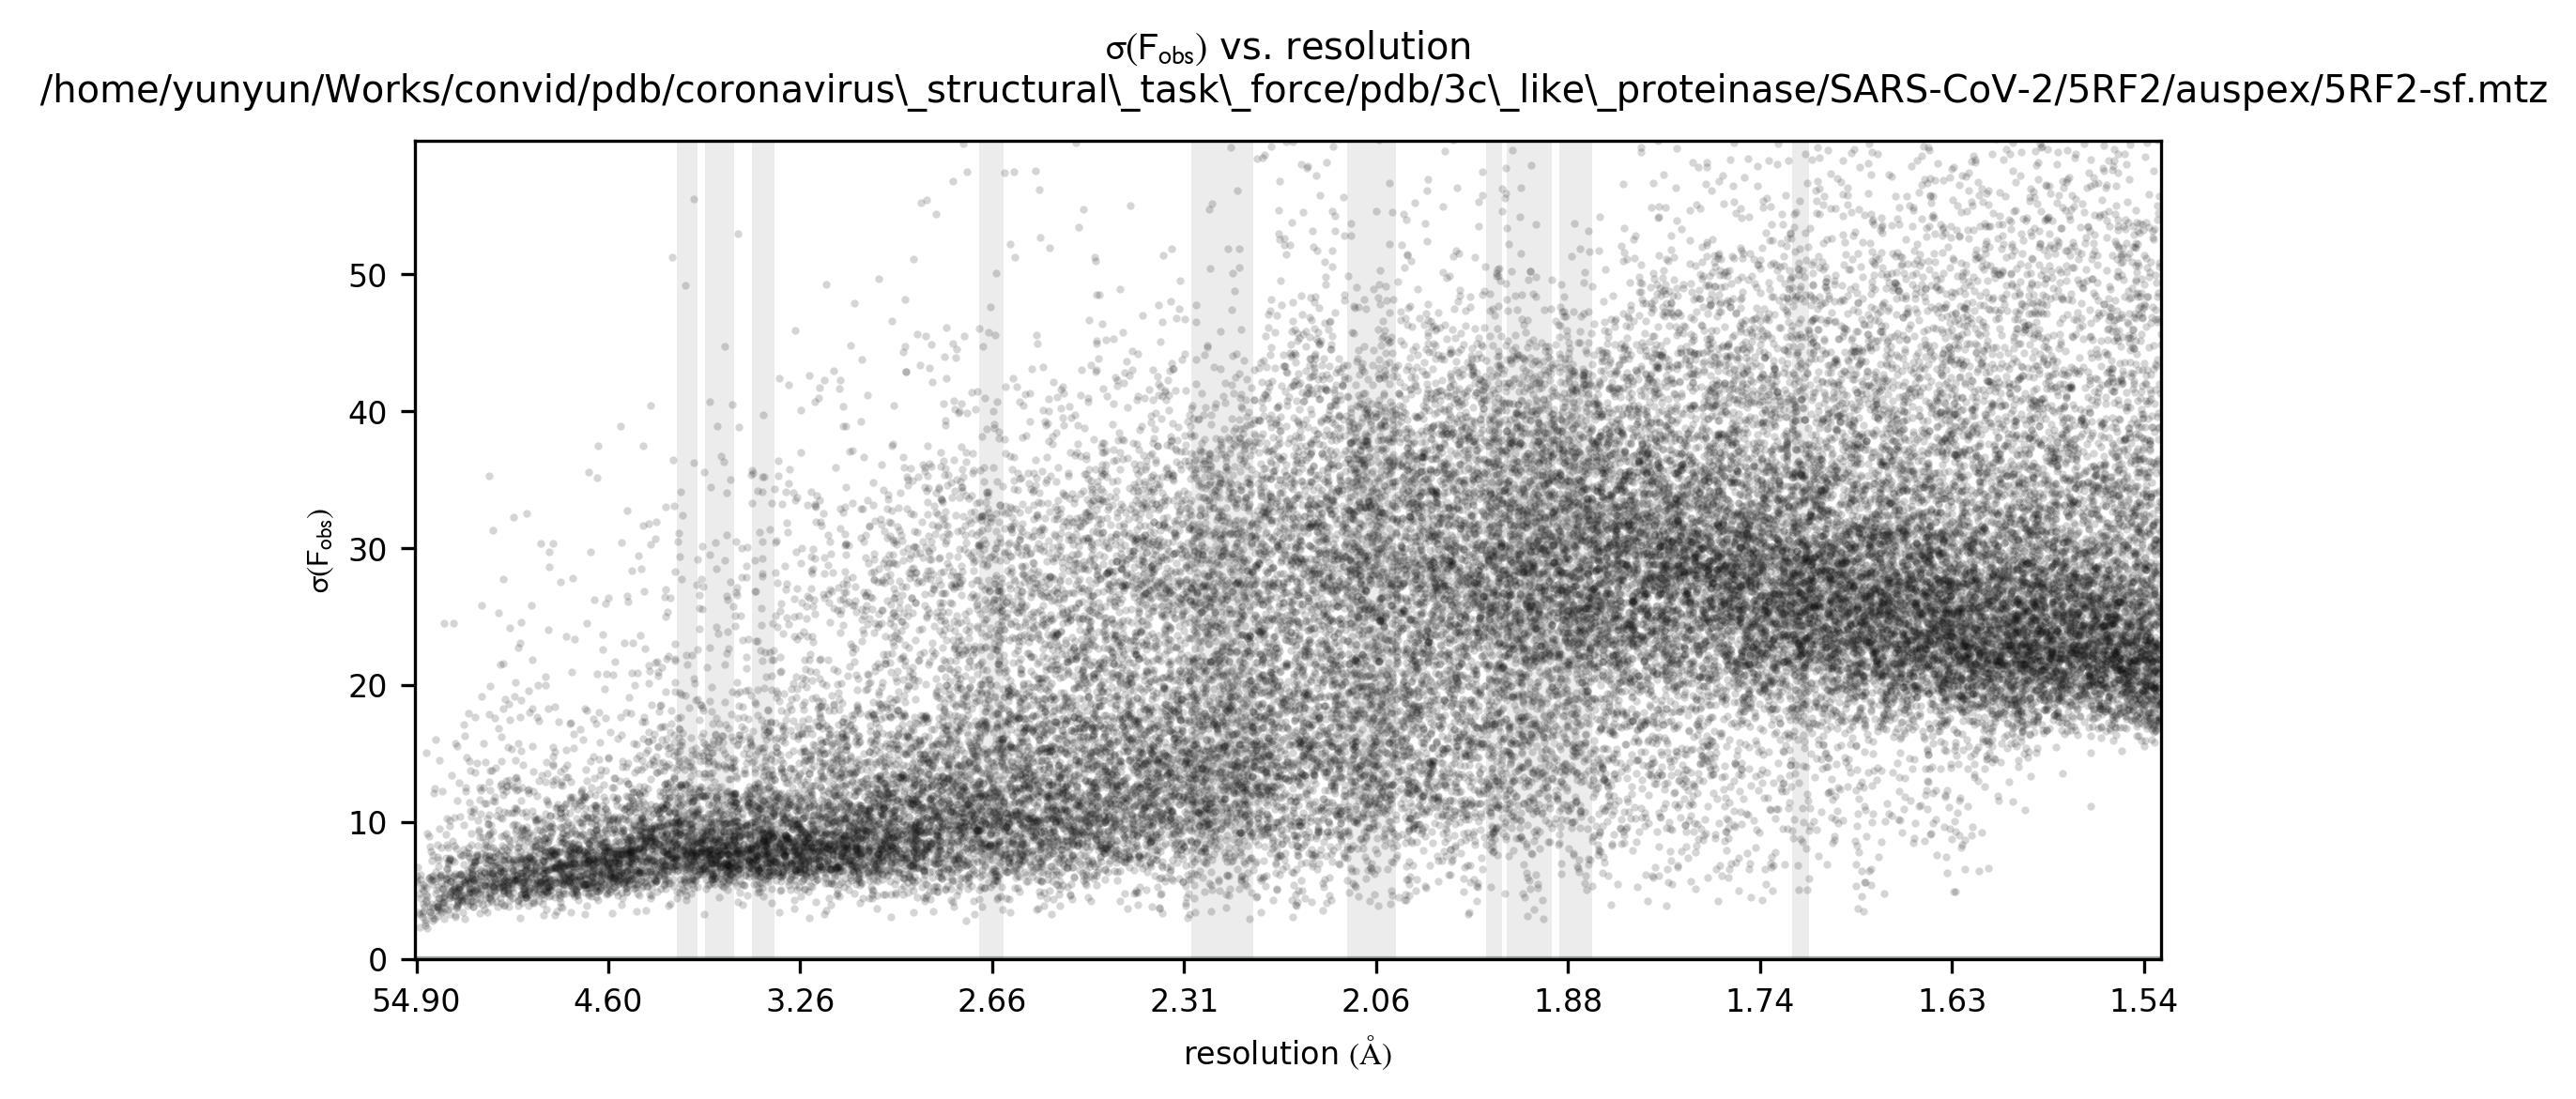 σ(Fobs) vs. resolution
/home/yunyun/Works/convid/pdb/coronavirus\_structural\_task\_force/pdb/3c\_like\_proteinase/SARS-CoV-2/5RF2/auspex/5RF2-sf.mtz
σ(Fobs)
50
40
30
20
10
0
54.90 4.60 3.26 2.66 2.31 2.06 1.88 1.74 1.63 1.54
resolution (Å)